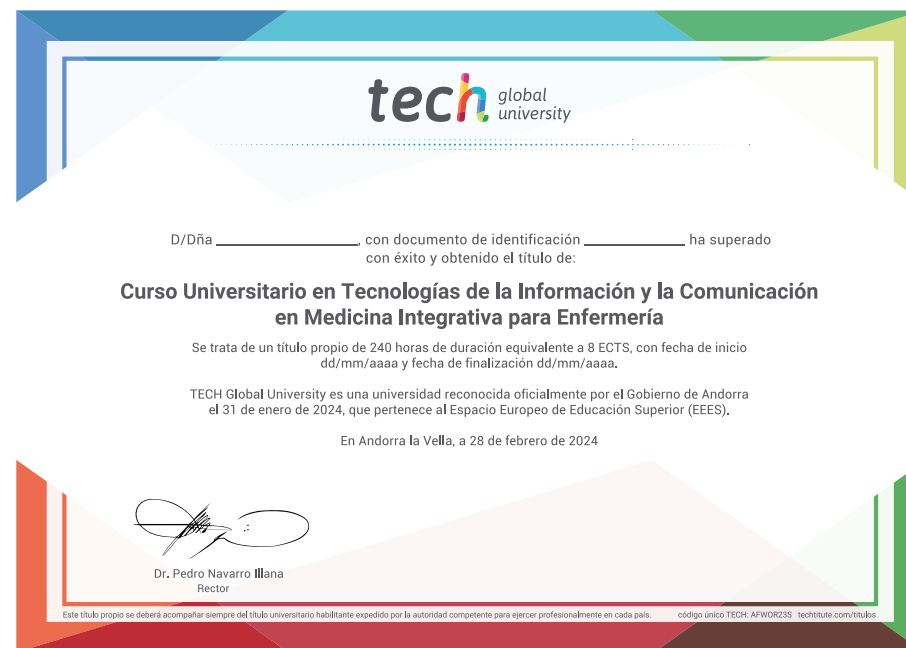 tech global university
D/Dña ______________, con documento de identificación __________ ha superado
con éxito y obtenido el título de:
Curso Universitario en Tecnologías de la Información y la Comunicación
en Medicina Integrativa para Enfermería
Se trata de un título propio de 240 horas de duración equivalente a 8 ECTS, con fecha de inicio
dd/mm/aaaa y fecha de finalización dd/mm/aaaa.
TECH Global University es una universidad reconocida oficialmente por el Gobierno de Andorra
el 31 de enero de 2024, que pertenece al Espacio Europeo de Educación Superior (EEES).
En Andorra la Vella, a 28 de febrero de 2024
Dr. Pedro Navarro Illana
Rector
Este título propio se deberá acompañar siempre del título universitario habilitante expedido por la autoridad competente para ejercer profesionalmente en cada país. código único TECH: AFWOR23S techtitute.com/titulos